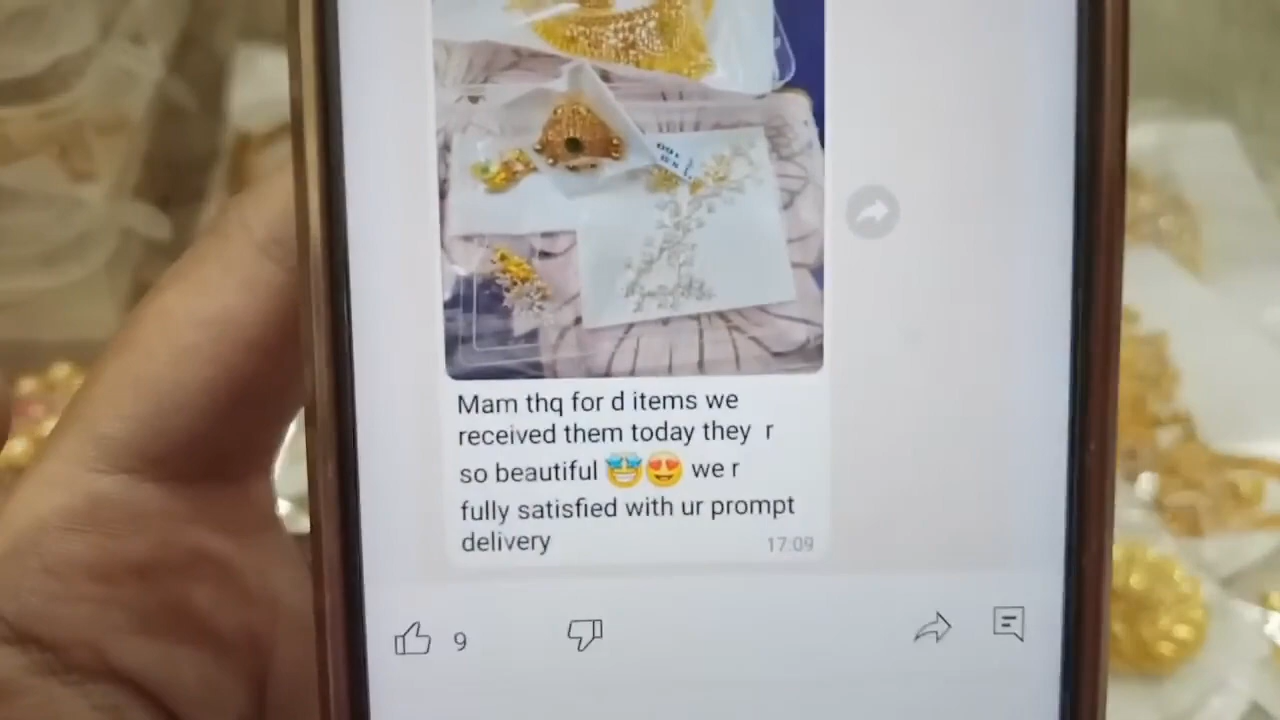 Mam thq for d items we
received them today they r
so beautiful 🤩😍 we r
fully satisfied with ur prompt
delivery
17:09
9